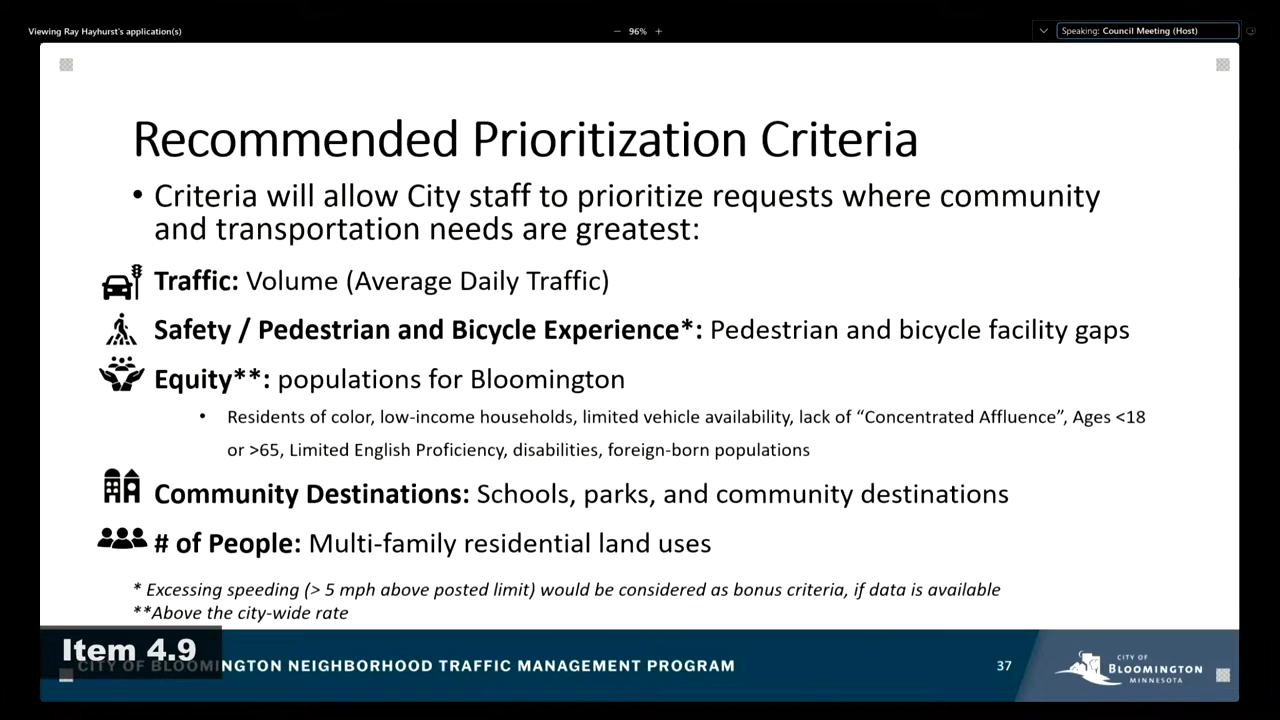 Viewing Ray Hayhurst's application(s)
− 96% +
Speaking: Council Meeting (Host)
Recommended Prioritization Criteria
• Criteria will allow City staff to prioritize requests where community
and transportation needs are greatest:
Traffic: Volume (Average Daily Traffic)
Safety / Pedestrian and Bicycle Experience*: Pedestrian and bicycle facility gaps
Equity**: populations for Bloomington
• Residents of color, low-income households, limited vehicle availability, lack of “Concentrated Affluence”, Ages <18
or >65, Limited English Proficiency, disabilities, foreign-born populations
Community Destinations: Schools, parks, and community destinations
# of People: Multi-family residential land uses
* Excessing speeding (> 5 mph above posted limit) would be considered as bonus criteria, if data is available
**Above the city-wide rate
Item 4.9
CITY OF BLOOMINGTON NEIGHBORHOOD TRAFFIC MANAGEMENT PROGRAM
37
CITY OF
BLOOMINGTON
MINNESOTA